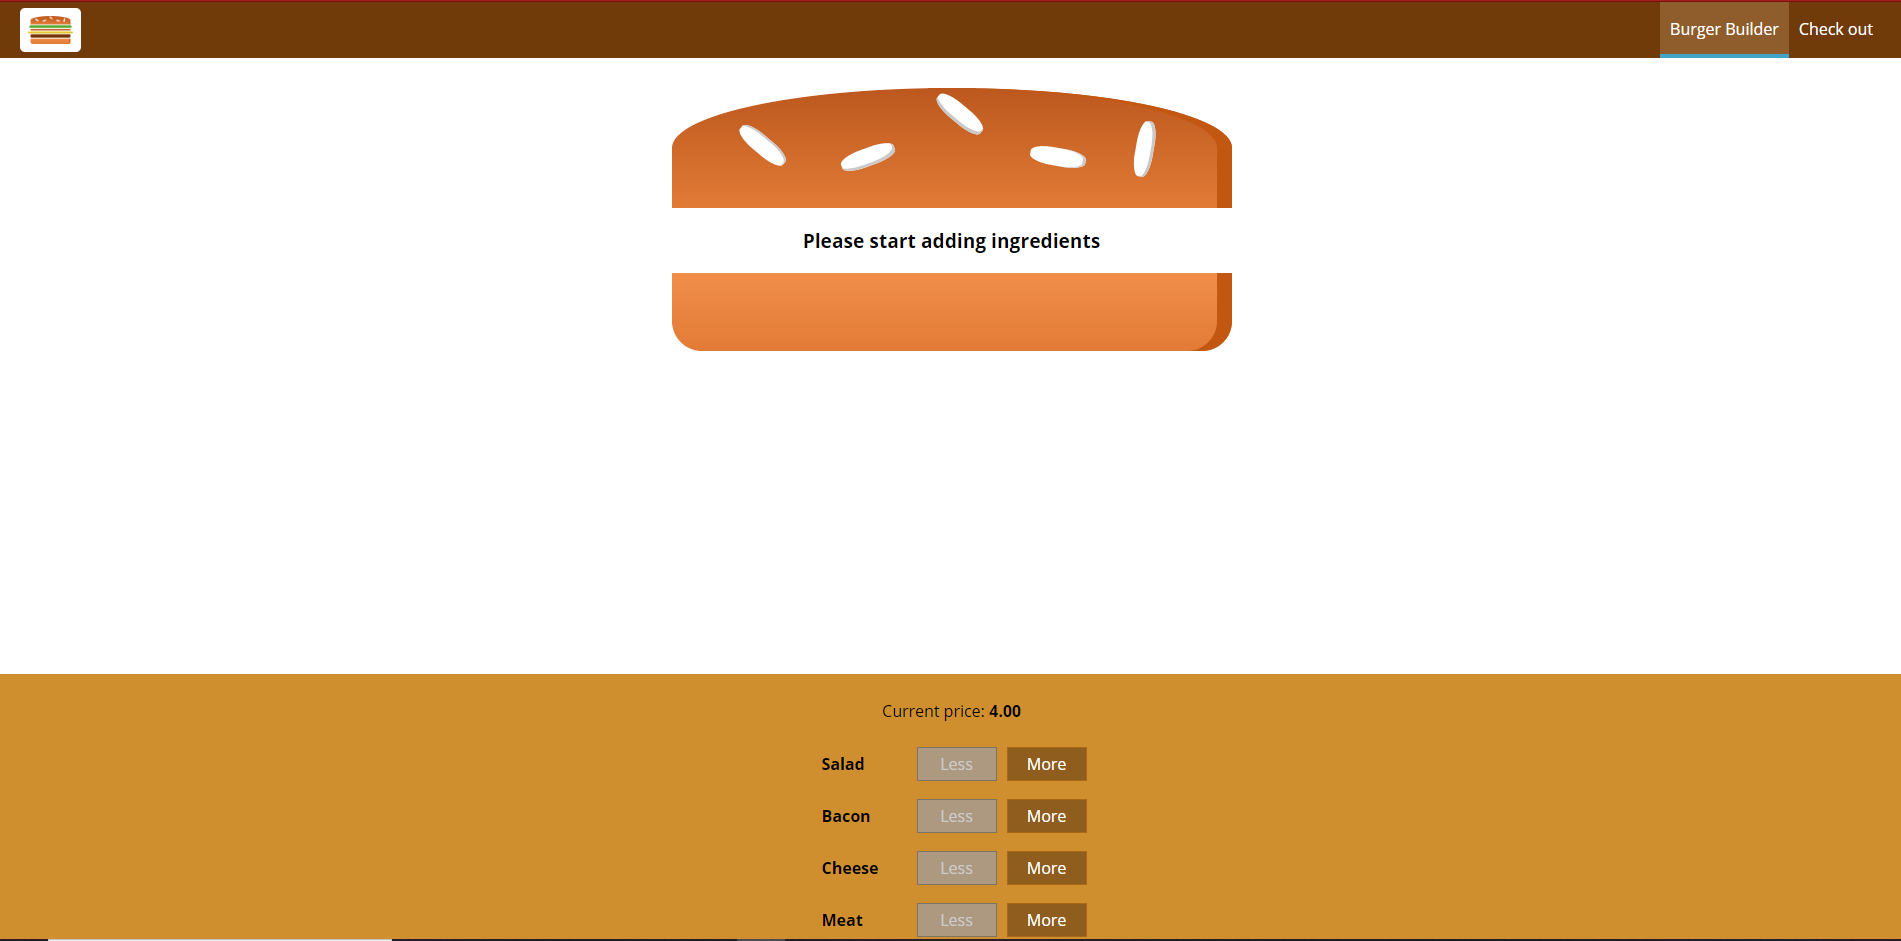 Burger Builder Check out
Please start adding ingredients
Current price: 4.00
Salad Less More
Bacon Less More
Cheese Less More
Meat Less More